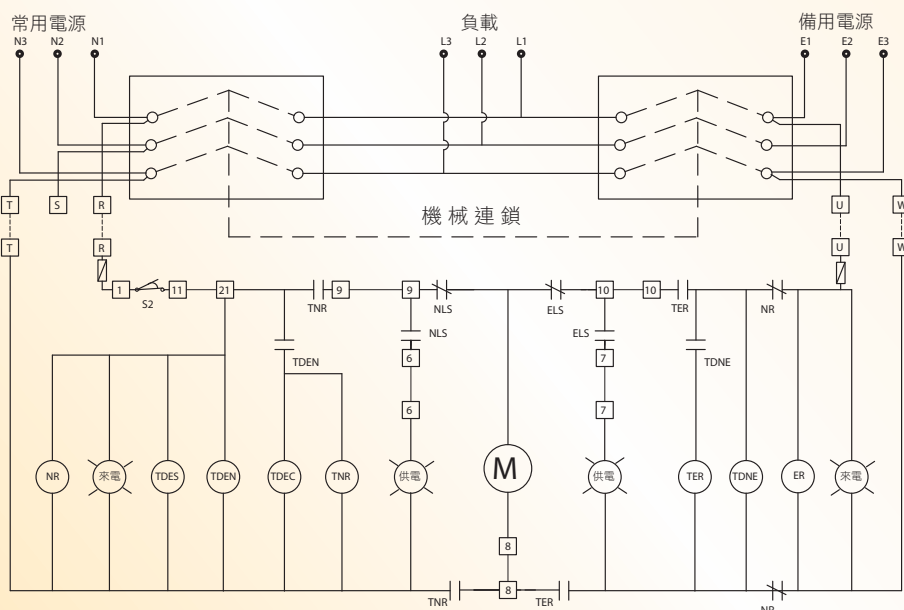 常用電源 负載 備用電源
N3 N2 N1 L3 L2 L1 E1 E2 E3
機械連鎖
T S R U W
T R U W
1 11 21 9 9 10 10
S2 TNR NLS ELS TER NR
NLS ELS
TDEN 6 7 TDNE
6 7
NR 來電 TDES TDEN TDEC TNR 供電 M 供電 TER TDNE ER 來電
8
8
TNR TER NR